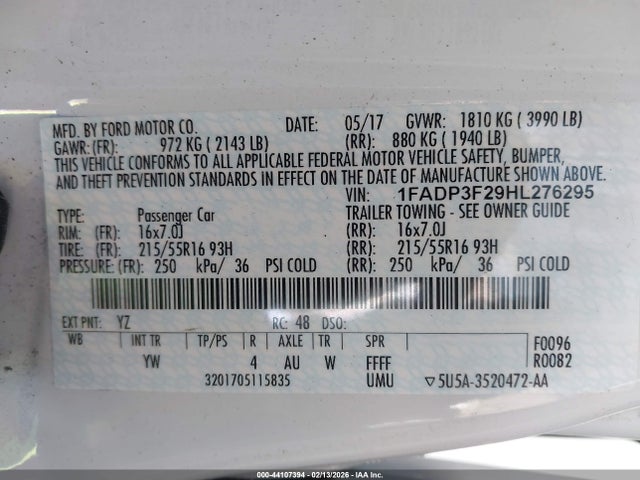 MFD. BY FORD MOTOR CO. DATE: 05/17 GVWR: 1810 KG ( 3990 LB)
GAWR: (FR): 972 KG ( 2143 LB) (RR): 880 KG ( 1940 LB)
THIS VEHICLE CONFORMS TO ALL APPLICABLE FEDERAL MOTOR VEHICLE SAFETY, BUMPER,
AND THEFT PREVENTION STANDARDS IN EFFECT ON THE DATE OF MANUFACTURE SHOWN ABOVE.
VIN: 1FADP3F29HL276295
TYPE: Passenger Car TRAILER TOWING - SEE OWNER GUIDE
RIM: (FR): 16x7.0J (RR): 16x7.0J
TIRE: (FR): 215/55R16 93H (RR): 215/55R16 93H
PRESSURE: (FR): 250 kPa/ 36 PSI COLD (RR): 250 kPa/ 36 PSI COLD
EXT PNT: YZ RC: 48 DSO:
WB INT TR TP/PS R AXLE TR SPR F0096
YW 4 AU W FFFF R0082
3201705115835 UMU ▽5U5A-3520472-AA
000-44107394 - 02/13/2026 - IAA Inc.